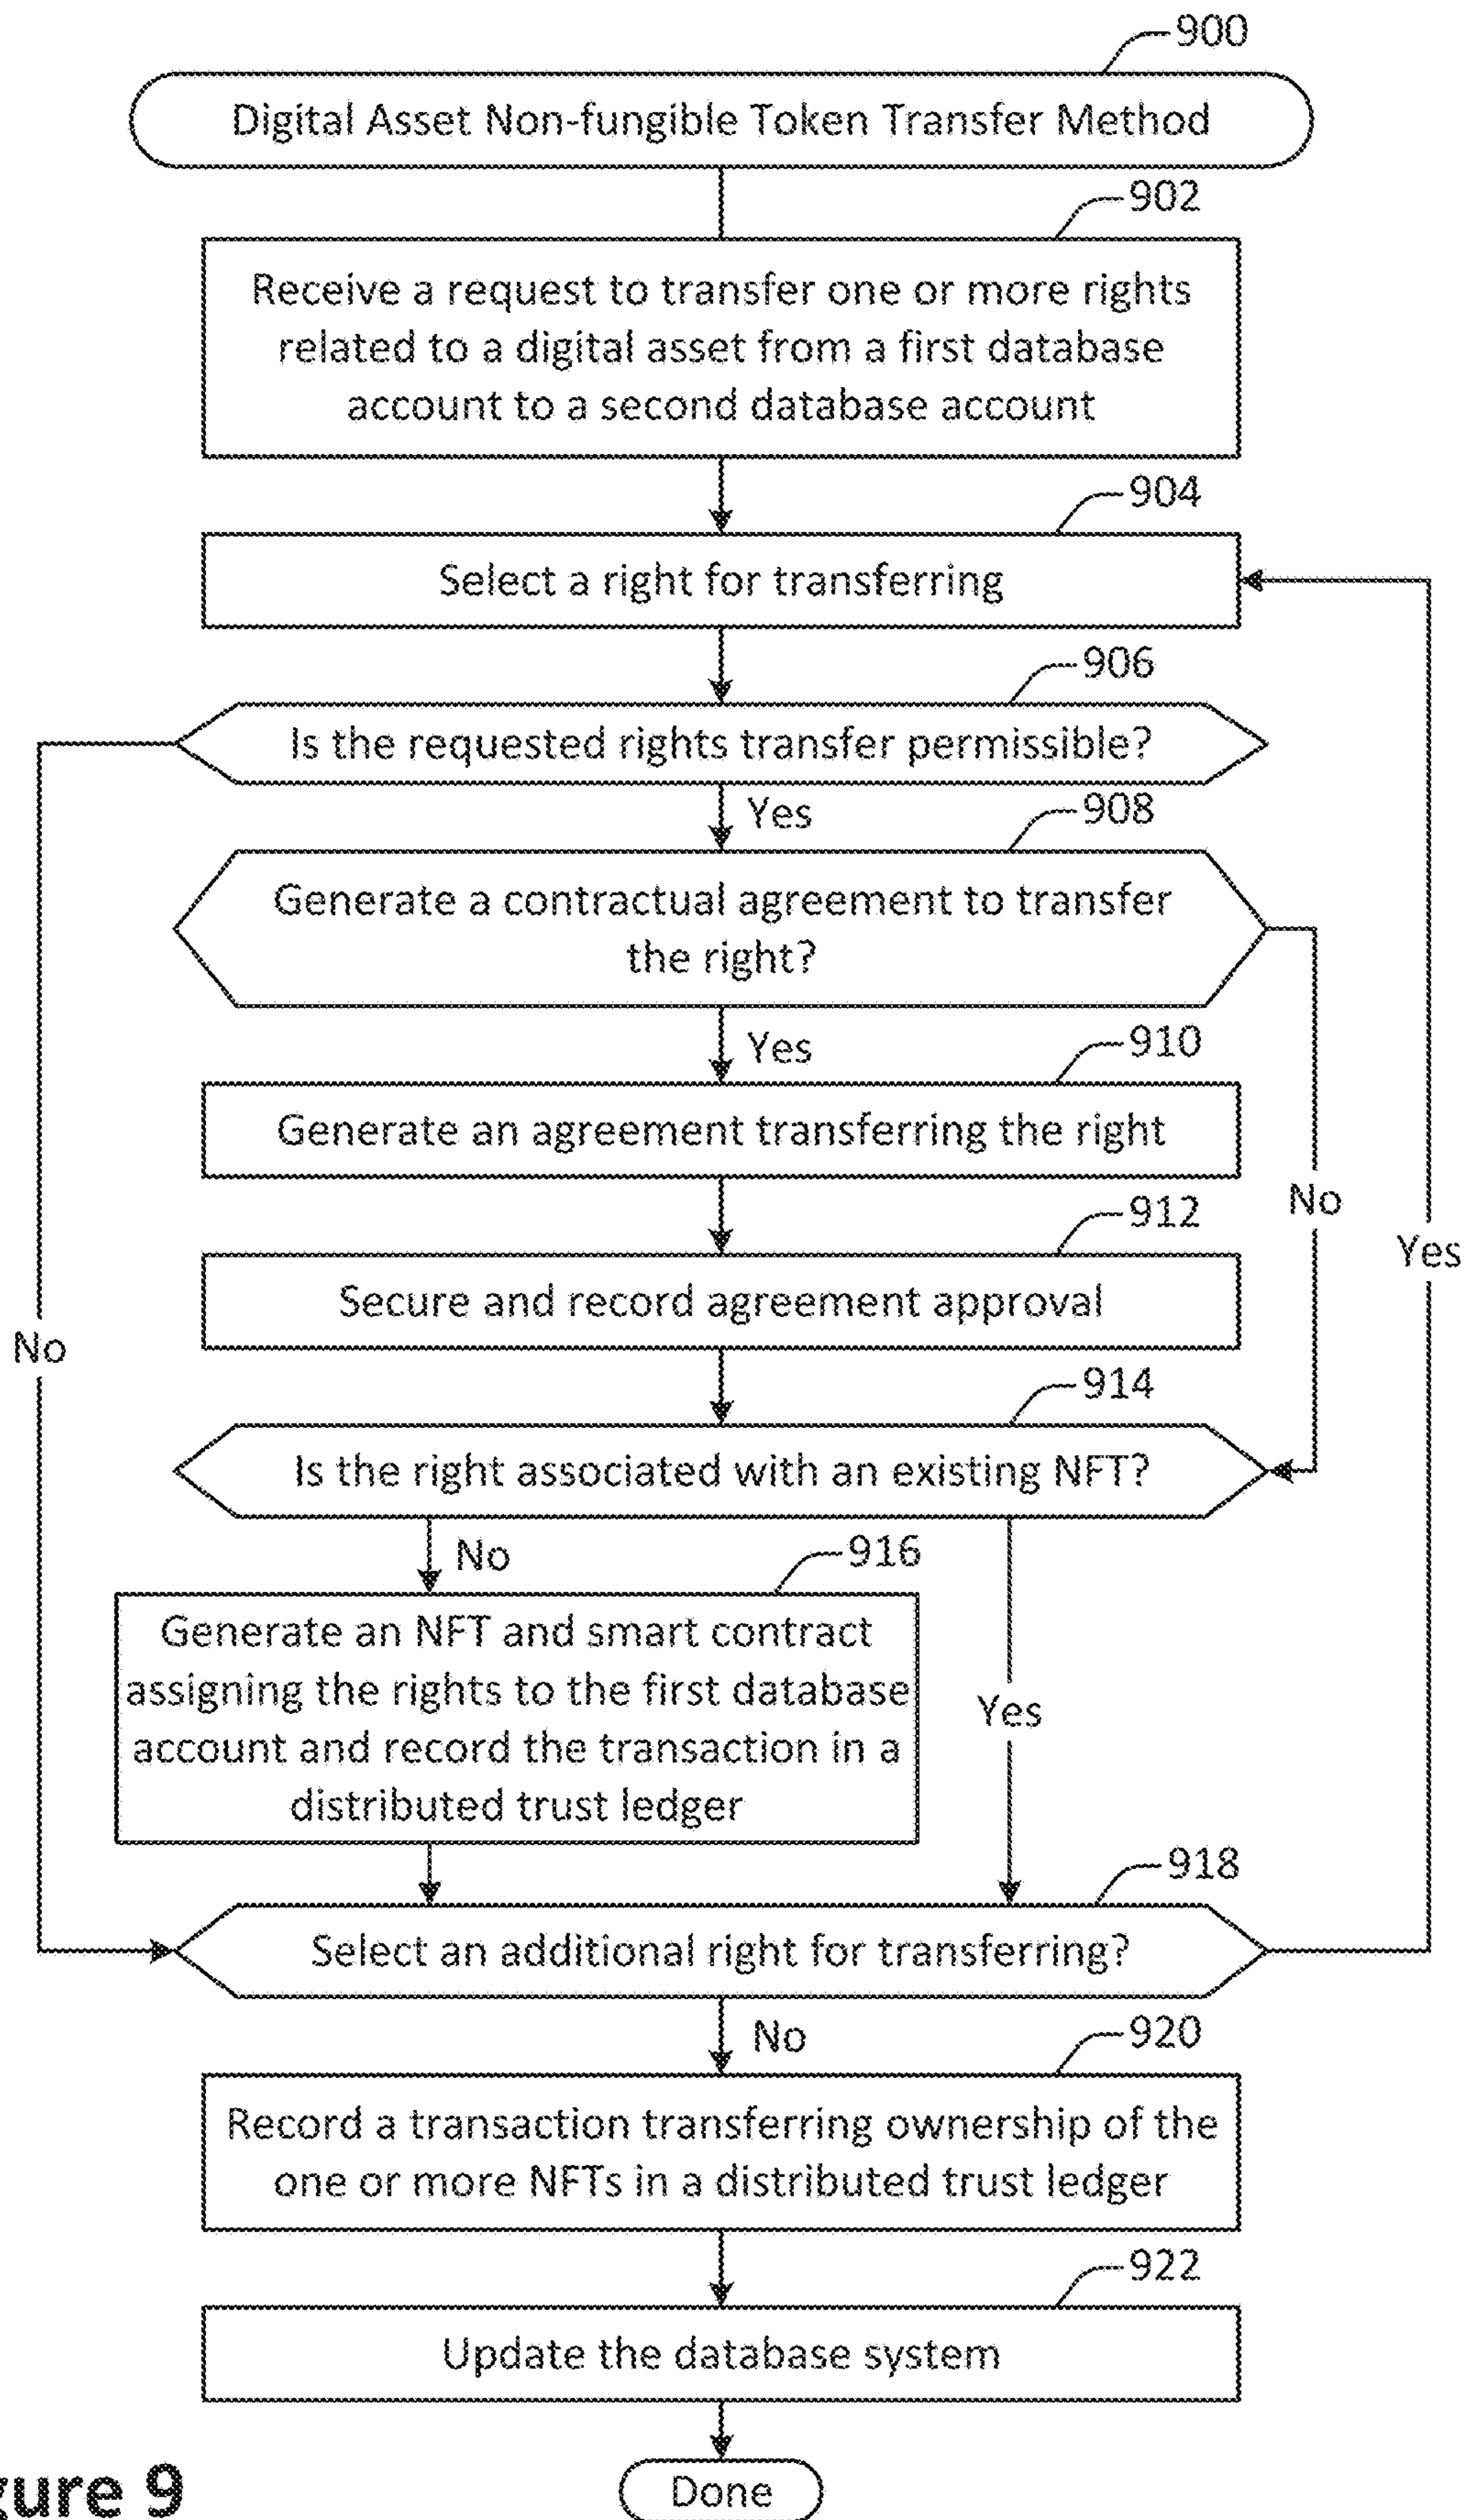 900
Digital Asset Non-fungible Token Transfer Method
902
Receive a request to transfer one or more rights
related to a digital asset from a first database
account to a second database account
904
Select a right for transferring
906
Is the requested rights transfer permissible?
Yes
908
Generate a contractual agreement to transfer
the right?
Yes
910
Generate an agreement transferring the right
No
912
Yes
Secure and record agreement approval
No
914
Is the right associated with an existing NFT?
No
916
Generate an NFT and smart contract
assigning the rights to the first database
account and record the transaction in a
distributed trust ledger
Yes
918
Select an additional right for transferring?
No
920
Record a transaction transferring ownership of the
one or more NFTs in a distributed trust ledger
922
Update the database system
Done
gure 9